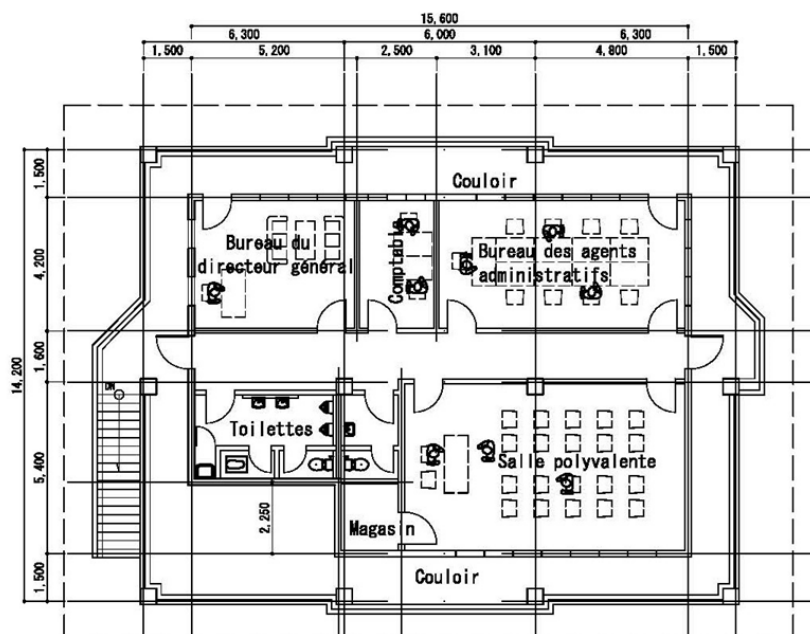 15,600
6,300 6,000 6,300
1,500 5,200 2,500 3,100 4,800 1,500
1,500
4,200
1,600
5,400
1,500
14,200
Couloir
Bureau du
directeur général
Comptable
Bureau des agents
administratifs
DN
Toilettes
Salle polyvalente
2,250
Magasin
Couloir